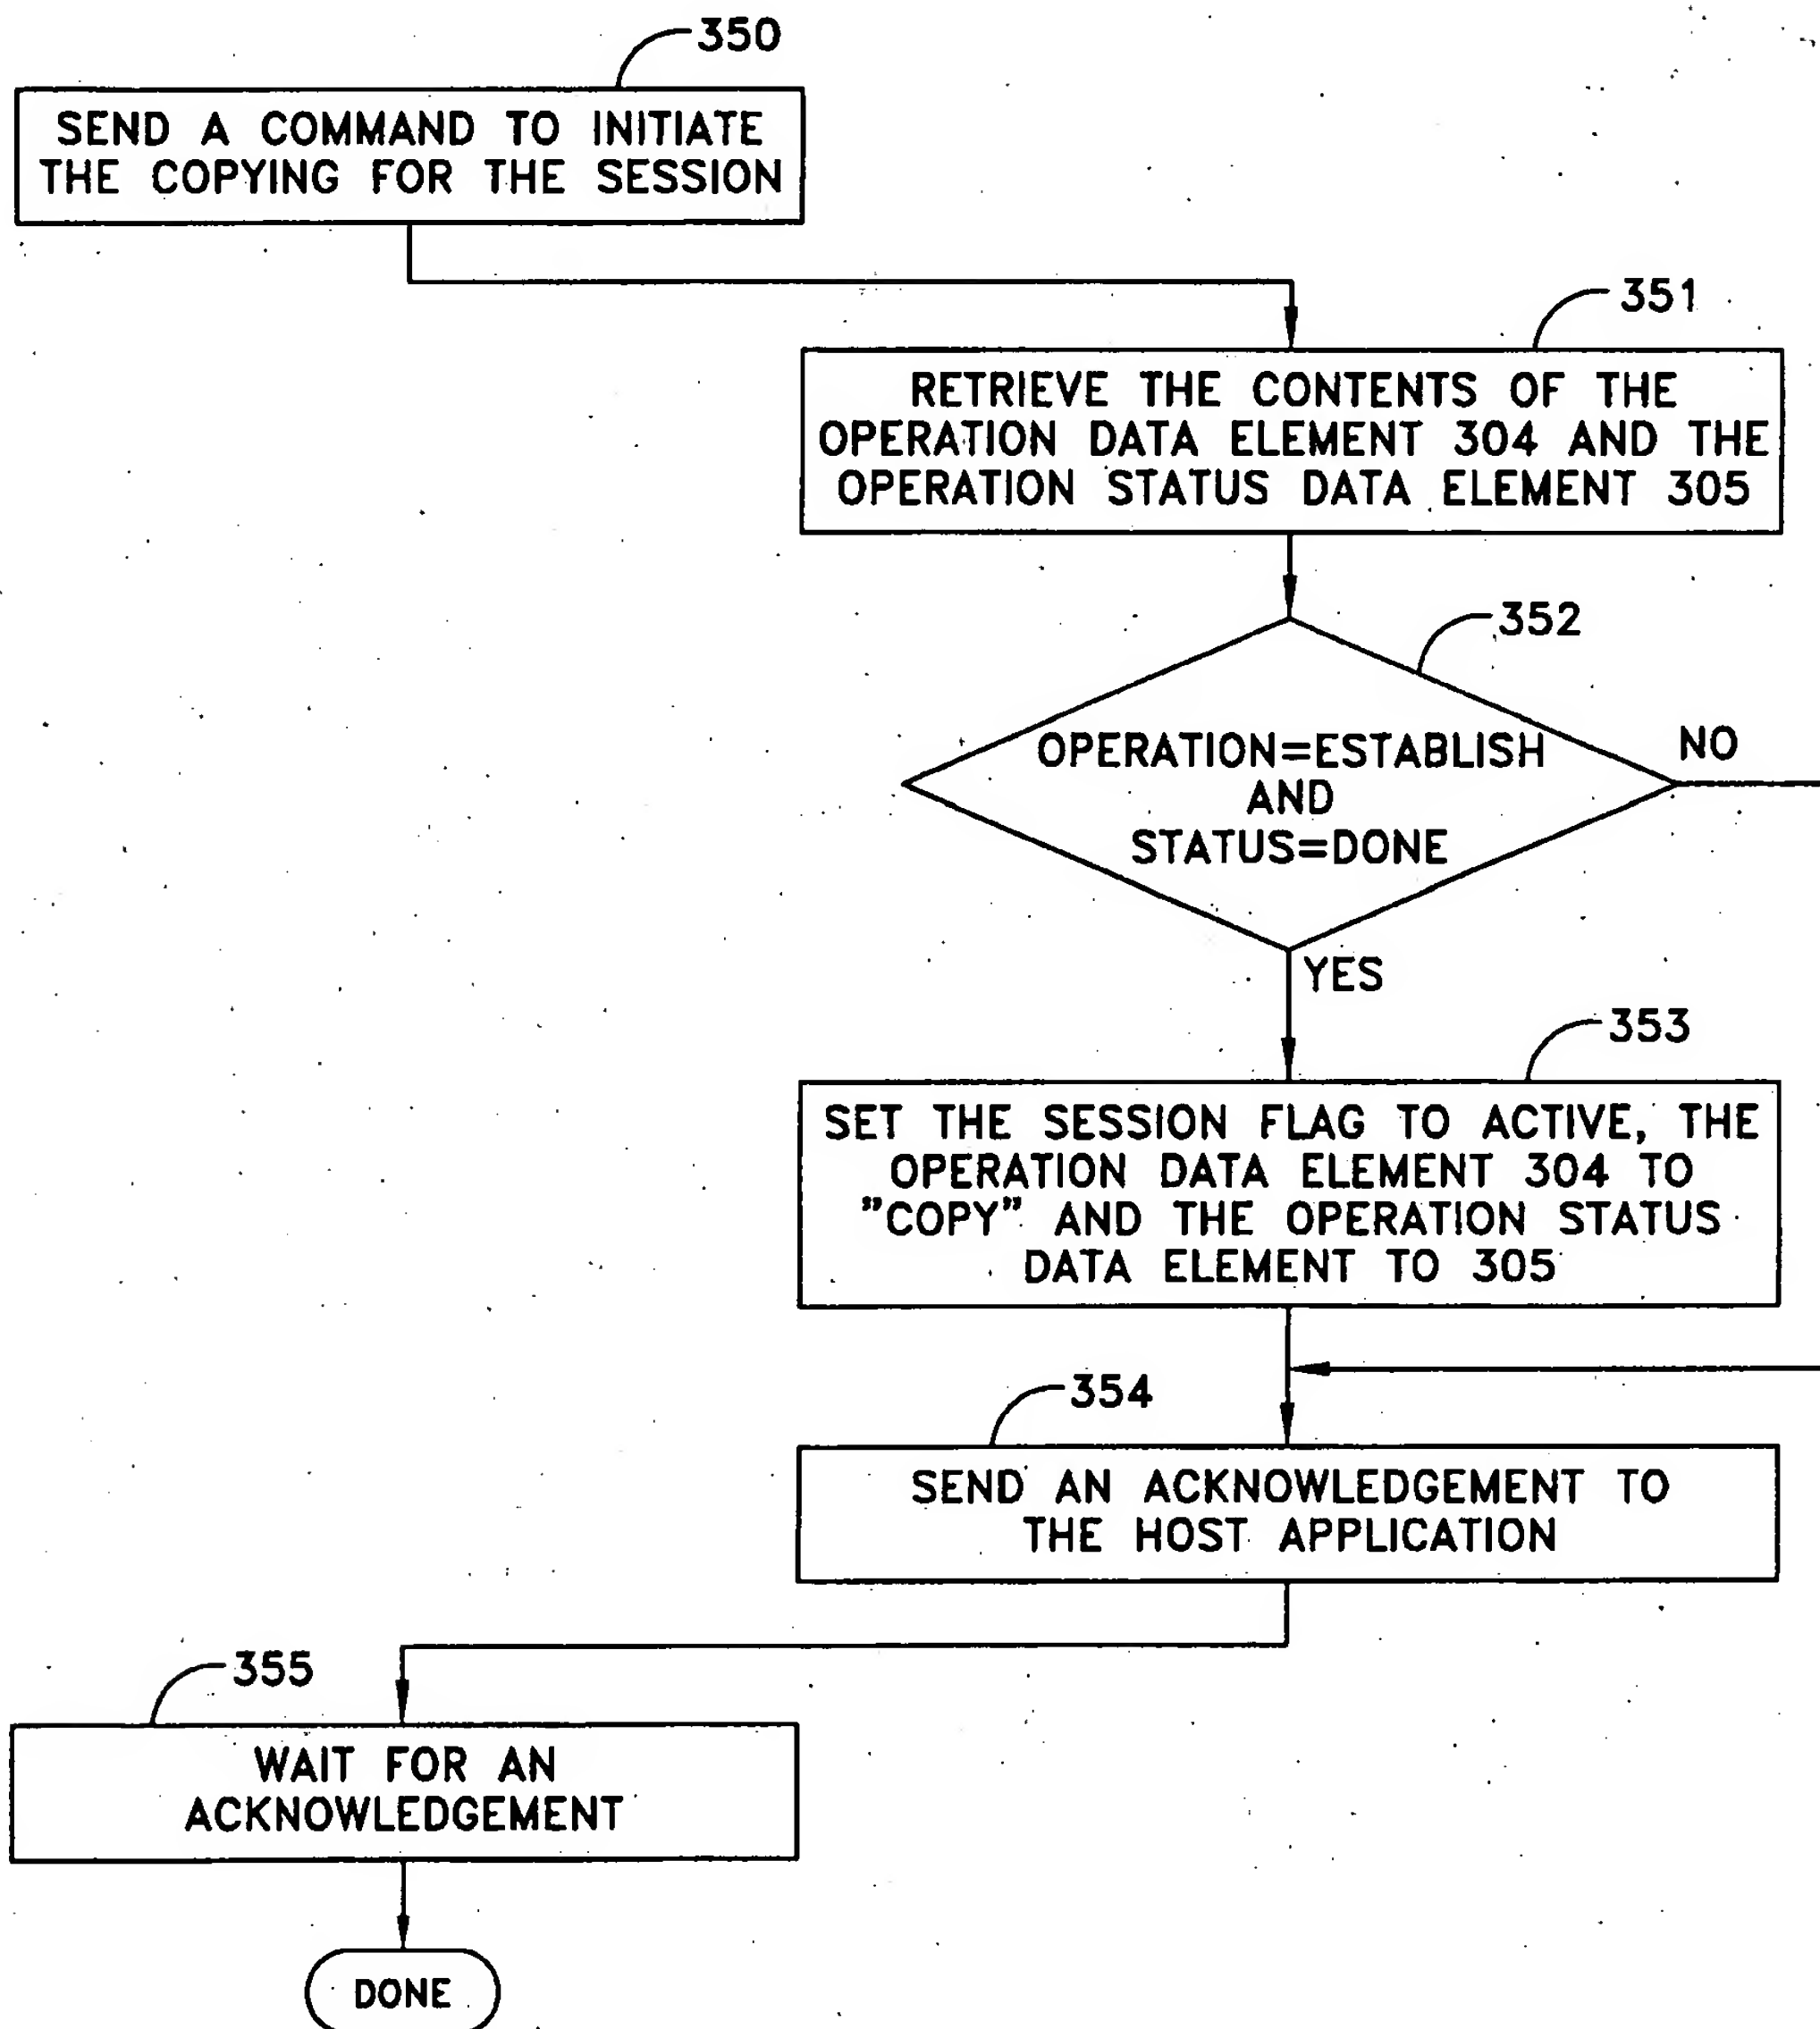 350
SEND A COMMAND TO INITIATE
THE COPYING FOR THE SESSION
351
RETRIEVE THE CONTENTS OF THE
OPERATION DATA ELEMENT 304 AND THE
OPERATION STATUS DATA ELEMENT 305
352
OPERATION=ESTABLISH
AND
STATUS=DONE
NO
YES
353
SET THE SESSION FLAG TO ACTIVE, THE
OPERATION DATA ELEMENT 304 TO
"COPY" AND THE OPERATION STATUS
DATA ELEMENT TO 305
354
SEND AN ACKNOWLEDGEMENT TO
THE HOST APPLICATION
355
WAIT FOR AN
ACKNOWLEDGEMENT
DONE